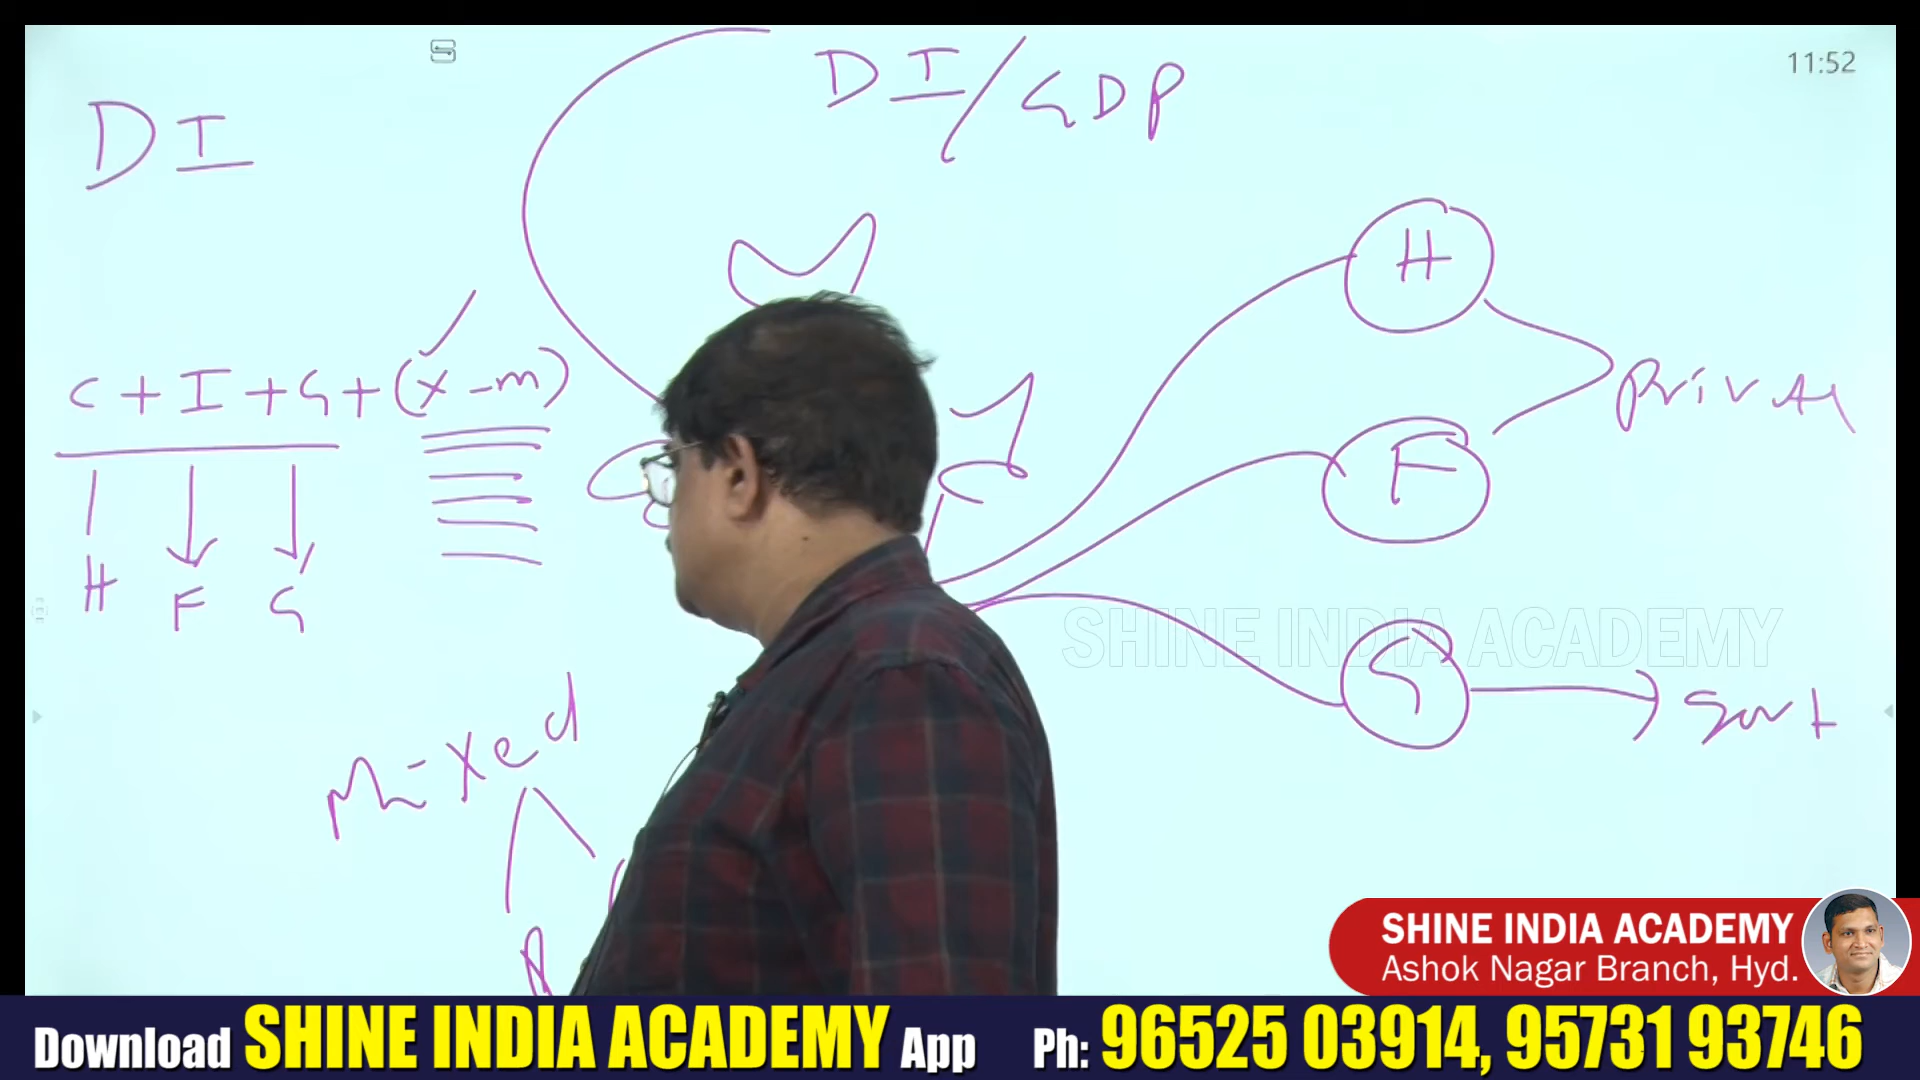 DI/GDP
11:52
DI
H
C+I+G+(X-m)
Private
F
H F G
SHINE INDIA ACADEMY
G
Govt
Mixed
P
SHINE INDIA ACADEMY
Ashok Nagar Branch, Hyd.
Download SHINE INDIA ACADEMY App Ph: 96525 03914, 95731 93746